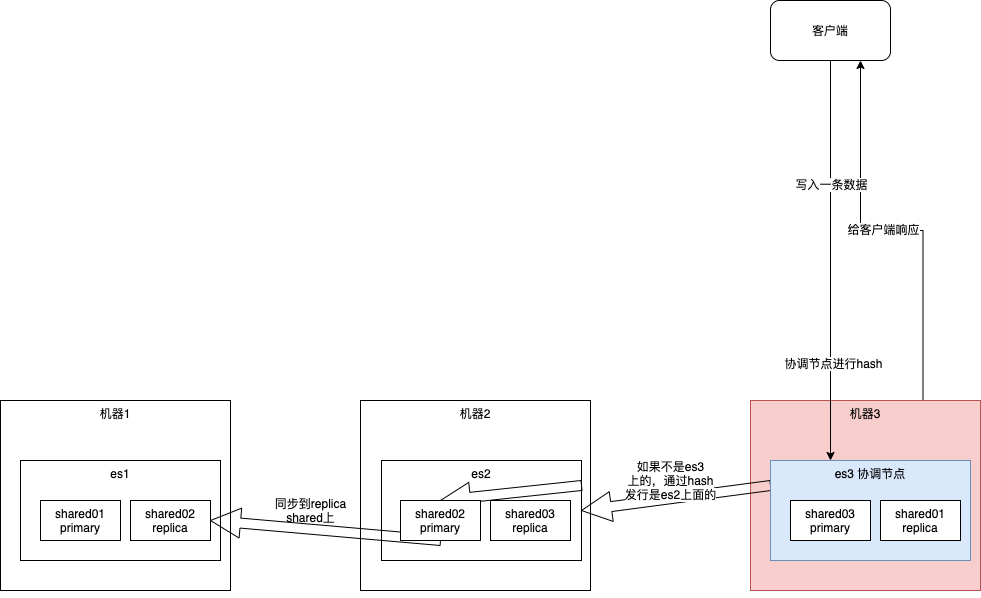 客户端
写入一条数据
给客户端响应
协调节点进行hash
机器1
机器2
机器3
es1
es2
es3 协调节点
shared01
primary
shared02
replica
shared02
primary
shared03
replica
shared03
primary
shared01
replica
同步到replica
shared上
如果不是es3
上的，通过hash
发行是es2上面的